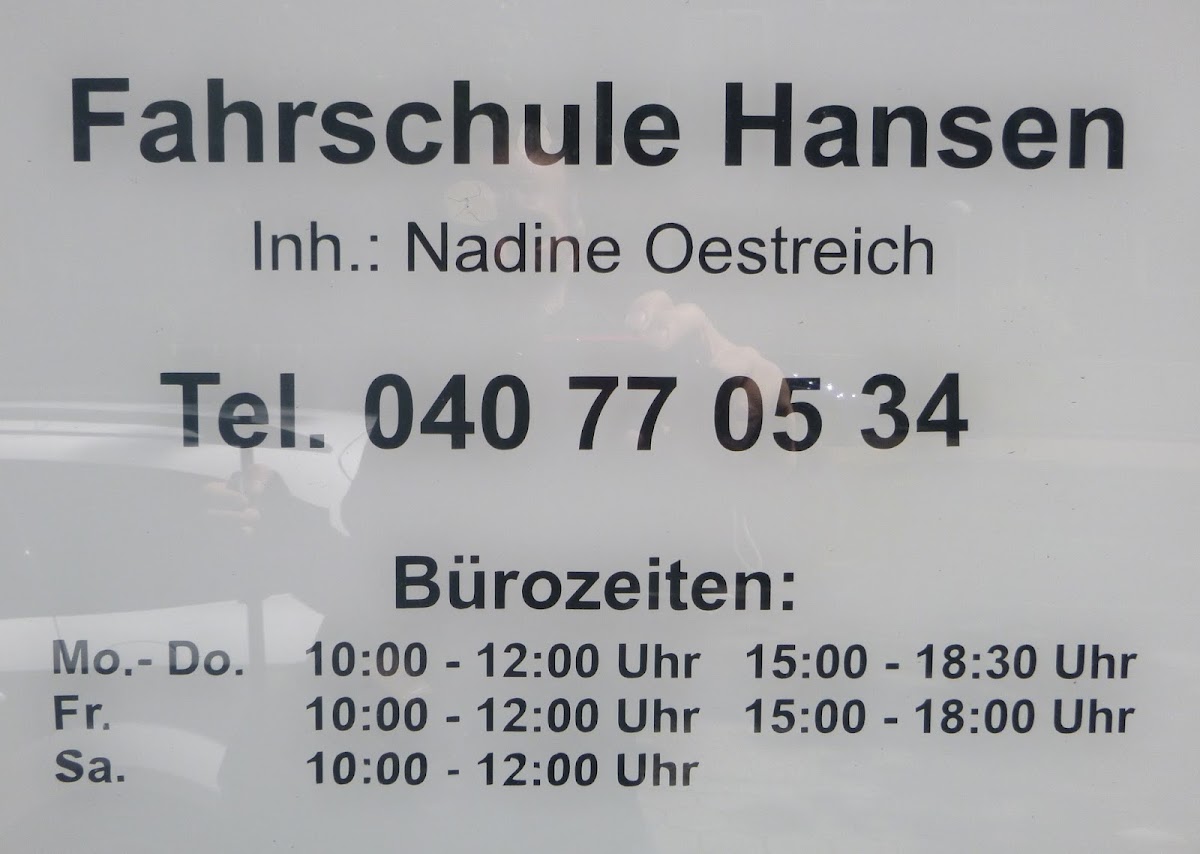 Fahrschule Hansen
Inh.: Nadine Oestreich
Tel. 040 77 05 34
Bürozeiten:
Mo.- Do. 10:00 - 12:00 Uhr 15:00 - 18:30 Uhr
Fr. 10:00 - 12:00 Uhr 15:00 - 18:00 Uhr
Sa. 10:00 - 12:00 Uhr